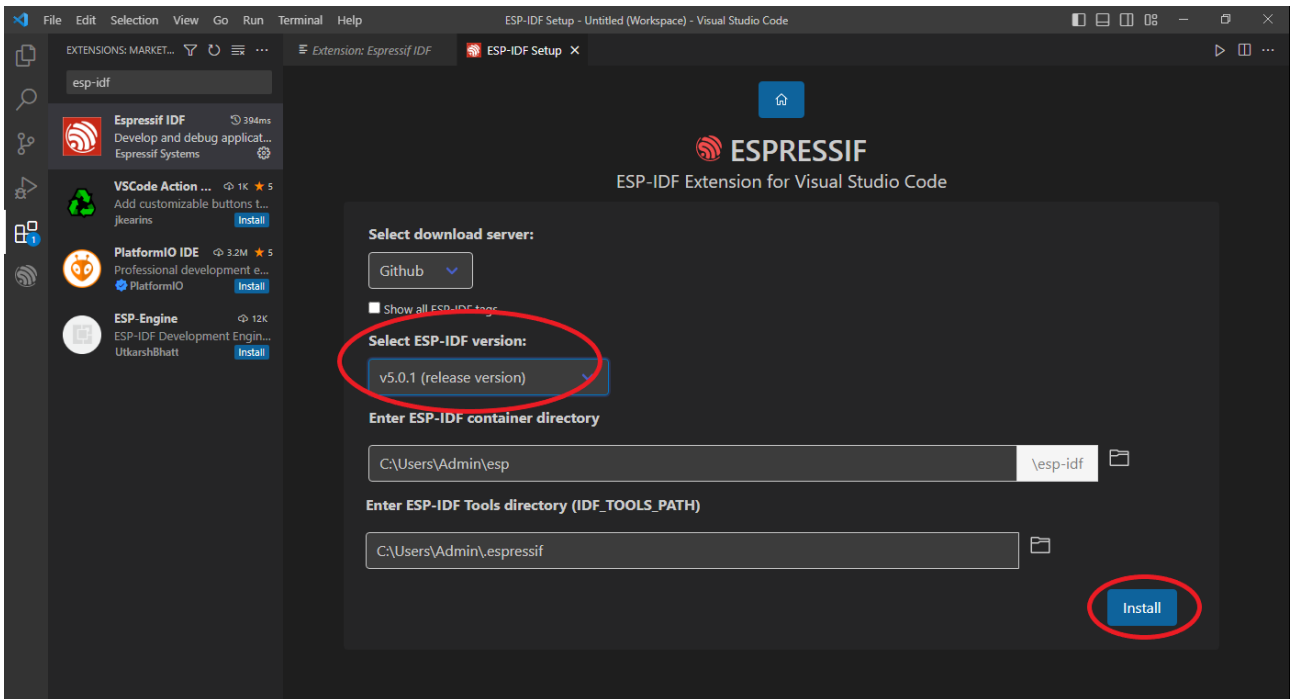 File Edit Selection View Go Run Terminal Help ESP-IDF Setup - Untitled (Workspace) - Visual Studio Code
EXTENSIONS: MARKET...
esp-idf
Espressif IDF 394ms
Develop and debug applicat...
Espressif Systems
VSCode Action ... 1K ★ 5
Add customizable buttons t...
jkearins Install
PlatformIO IDE 3.2M ★ 5
Professional development e...
PlatformIO Install
ESP-Engine 12K
ESP-IDF Development Engin...
UtkarshBhatt Install
1
Extension: Espressif IDF ESP-IDF Setup
ESPRESSIF
ESP-IDF Extension for Visual Studio Code
Select download server:
Github
Show all ESP-IDF tags
Select ESP-IDF version:
v5.0.1 (release version)
Enter ESP-IDF container directory
C:\Users\Admin\esp \esp-idf
Enter ESP-IDF Tools directory (IDF_TOOLS_PATH)
C:\Users\Admin\.espressif
Install